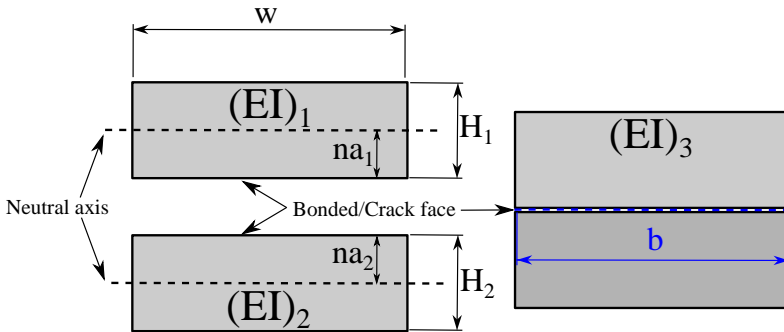 w
(EI)₁
H₁
na₁
(EI)₃
Neutral axis
Bonded/Crack face
b
na₂
H₂
(EI)₂